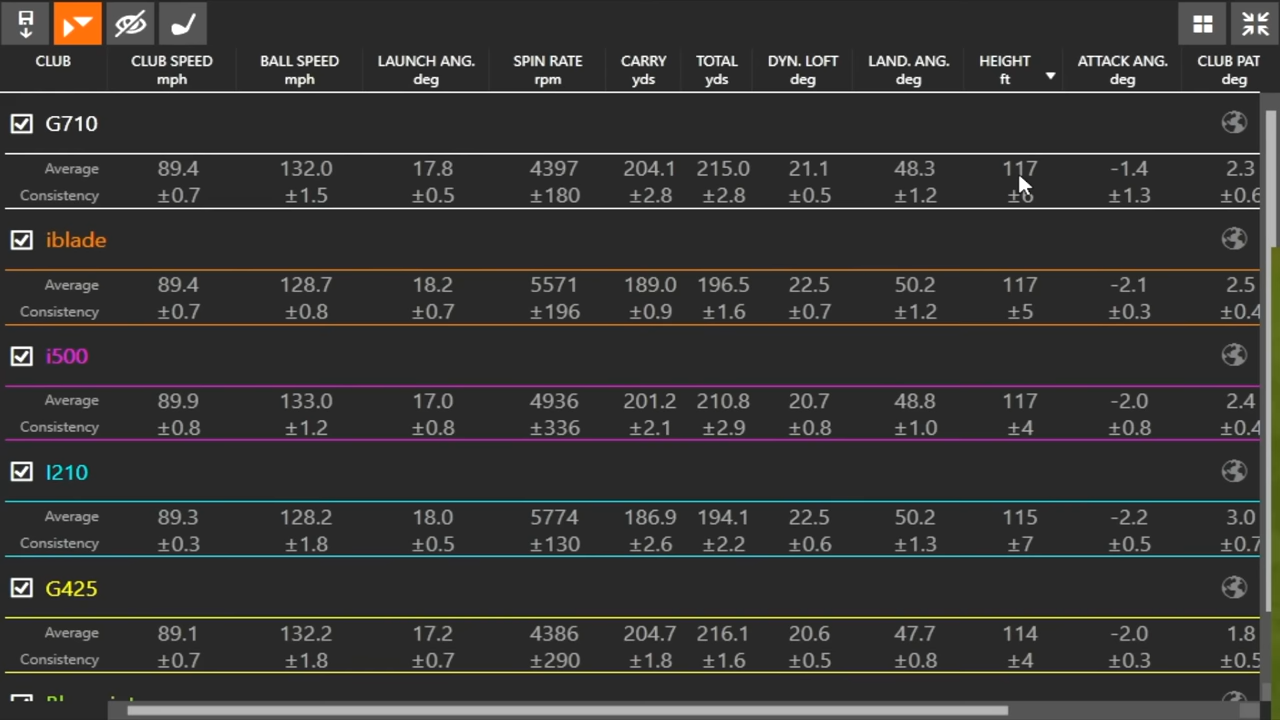 CLUB CLUB SPEED BALL SPEED LAUNCH ANG. SPIN RATE CARRY TOTAL DYN. LOFT LAND. ANG. HEIGHT ATTACK ANG. CLUB PAT
mph mph deg rpm yds yds deg deg ft deg deg
G710
Average 89.4 132.0 17.8 4397 204.1 215.0 21.1 48.3 117 -1.4 2.3
Consistency ±0.7 ±1.5 ±0.5 ±180 ±2.8 ±2.8 ±0.5 ±1.2 ±6 ±1.3 ±0.6
iblade
Average 89.4 128.7 18.2 5571 189.0 196.5 22.5 50.2 117 -2.1 2.5
Consistency ±0.7 ±0.8 ±0.7 ±196 ±0.9 ±1.6 ±0.7 ±1.2 ±5 ±0.3 ±0.4
i500
Average 89.9 133.0 17.0 4936 201.2 210.8 20.7 48.8 117 -2.0 2.4
Consistency ±0.8 ±1.2 ±0.8 ±336 ±2.1 ±2.9 ±0.8 ±1.0 ±4 ±0.8 ±0.4
I210
Average 89.3 128.2 18.0 5774 186.9 194.1 22.5 50.2 115 -2.2 3.0
Consistency ±0.3 ±1.8 ±0.5 ±130 ±2.6 ±2.2 ±0.6 ±1.3 ±7 ±0.5 ±0.7
G425
Average 89.1 132.2 17.2 4386 204.7 216.1 20.6 47.7 114 -2.0 1.8
Consistency ±0.7 ±1.8 ±0.7 ±290 ±1.8 ±1.6 ±0.5 ±0.8 ±4 ±0.3 ±0.5